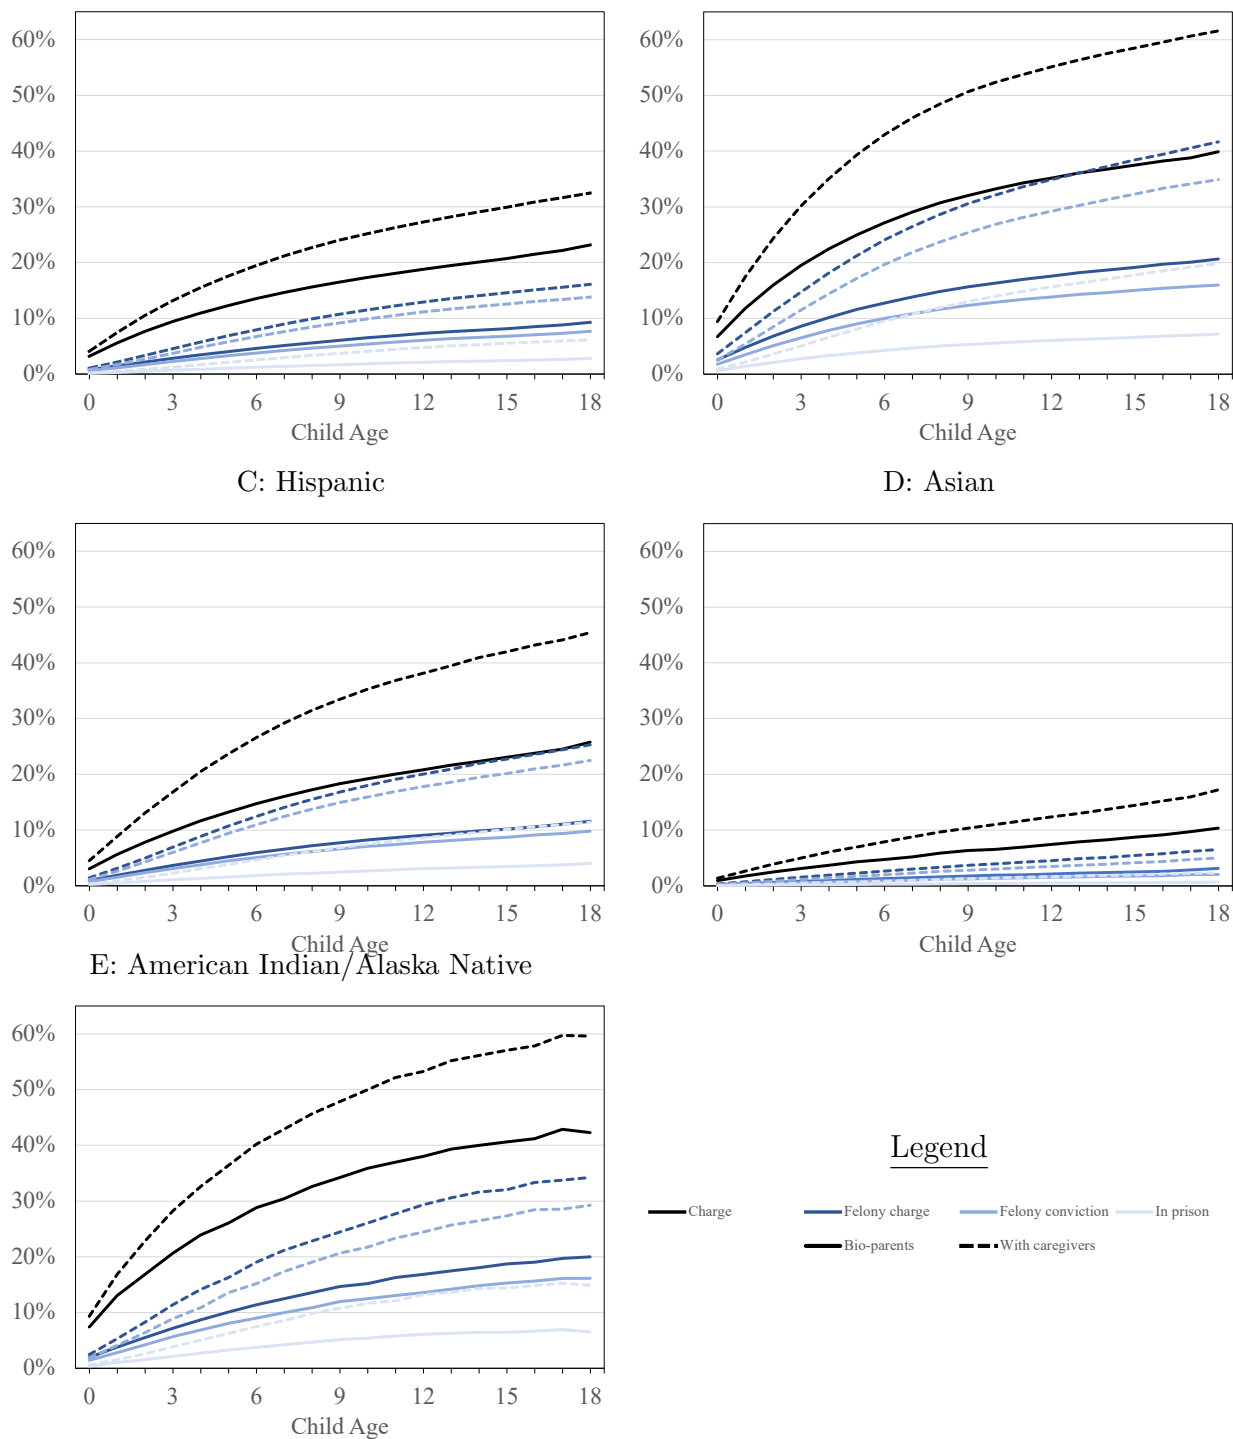 60%
50%
40%
30%
20%
10%
0%
0 3 6 9 12 15 18
Child Age
60%
50%
40%
30%
20%
10%
0%
0 3 6 9 12 15 18
Child Age
C: Hispanic
60%
50%
40%
30%
20%
10%
0%
0 3 6 9 12 15 18
Child Age
D: Asian
60%
50%
40%
30%
20%
10%
0%
0 3 6 9 12 15 18
Child Age
E: American Indian/Alaska Native
60%
50%
40%
30%
20%
10%
0%
0 3 6 9 12 15 18
Child Age
Legend
Charge Felony charge Felony conviction In prison
Bio-parents With caregivers